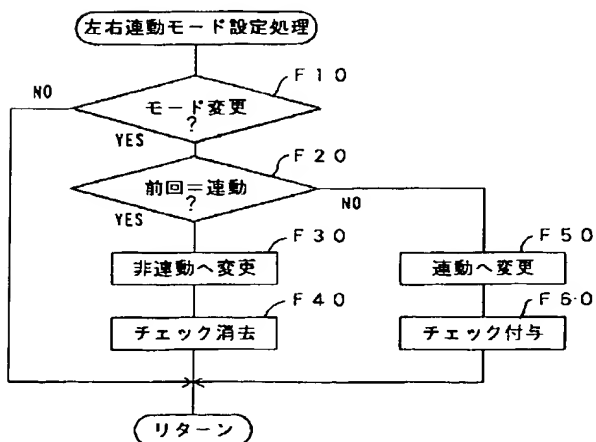 左右連動モード設定処理
F10
NO
モード変更
?
YES
F20
前回=連動
?
YES
NO
F30
非連動へ変更
F50
連動へ変更
F40
チェック消去
F60
チェック付与
リターン